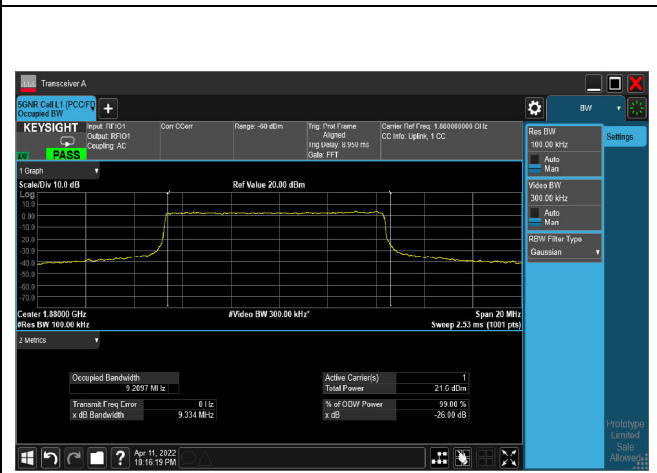 Transceiver A
5GNR Cell L1 (PCC/FD
Occupied BW
BW
KEYSIGHT
Input: RFIO1
Output: RFIO1
Coupling: AC
Corr CCorr
Range: -60 dBm
Trig: Prot Frame
Aligned
Trig Delay: 8.950 ms
Gate: FFT
Carrier Ref Freq: 1.880000000 GHz
CC Info: Uplink, 1 CC
PASS
Res BW
100.00 kHz
Auto
Man
Settings
1 Graph
Scale/Div 10.0 dB
Ref Value 20.00 dBm
Video BW
300.00 kHz
Auto
Man
RBW Filter Type
Gaussian
Log
10.0
0.00
-10.0
-20.0
-30.0
-40.0
-50.0
-60.0
-70.0
Center 1.88000 GHz
#Video BW 300.00 kHz*
Span 20 MHz
#Res BW 100.00 kHz
Sweep 2.53 ms (1001 pts)
2 Metrics
Occupied Bandwidth
9.2097 MHz
Active Carrier(s) 1
Total Power 21.6 dBm
Transmit Freq Error 0 Hz
x dB Bandwidth 9.334 MHz
% of OBW Power 99.00 %
x dB -26.00 dB
Prototype
Limited
Sale
Allowed
Apr 11, 2022
10:16:19 PM